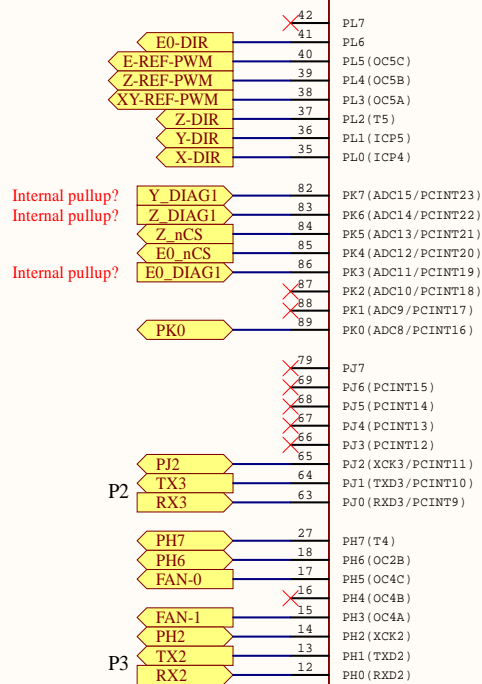 42 PL7
E0-DIR 41 PL6
E-REF-PWM 40 PL5(OC5C)
Z-REF-PWM 39 PL4(OC5B)
XY-REF-PWM 38 PL3(OC5A)
Z-DIR 37 PL2(T5)
Y-DIR 36 PL1(ICP5)
X-DIR 35 PL0(ICP4)
Internal pullup? Y_DIAG1 82 PK7(ADC15/PCINT23)
Internal pullup? Z_DIAG1 83 PK6(ADC14/PCINT22)
Z_nCS 84 PK5(ADC13/PCINT21)
E0_nCS 85 PK4(ADC12/PCINT20)
Internal pullup? E0_DIAG1 86 PK3(ADC11/PCINT19)
87 PK2(ADC10/PCINT18)
88 PK1(ADC9/PCINT17)
PK0 89 PK0(ADC8/PCINT16)
79 PJ7
69 PJ6(PCINT15)
68 PJ5(PCINT14)
67 PJ4(PCINT13)
66 PJ3(PCINT12)
PJ2 65 PJ2(XCK3/PCINT11)
P2 TX3 64 PJ1(TXD3/PCINT10)
RX3 63 PJ0(RXD3/PCINT9)
PH7 27 PH7(T4)
PH6 18 PH6(OC2B)
FAN-0 17 PH5(OC4C)
16 PH4(OC4B)
FAN-1 15 PH3(OC4A)
PH2 14 PH2(XCK2)
P3 TX2 13 PH1(TXD2)
RX2 12 PH0(RXD2)